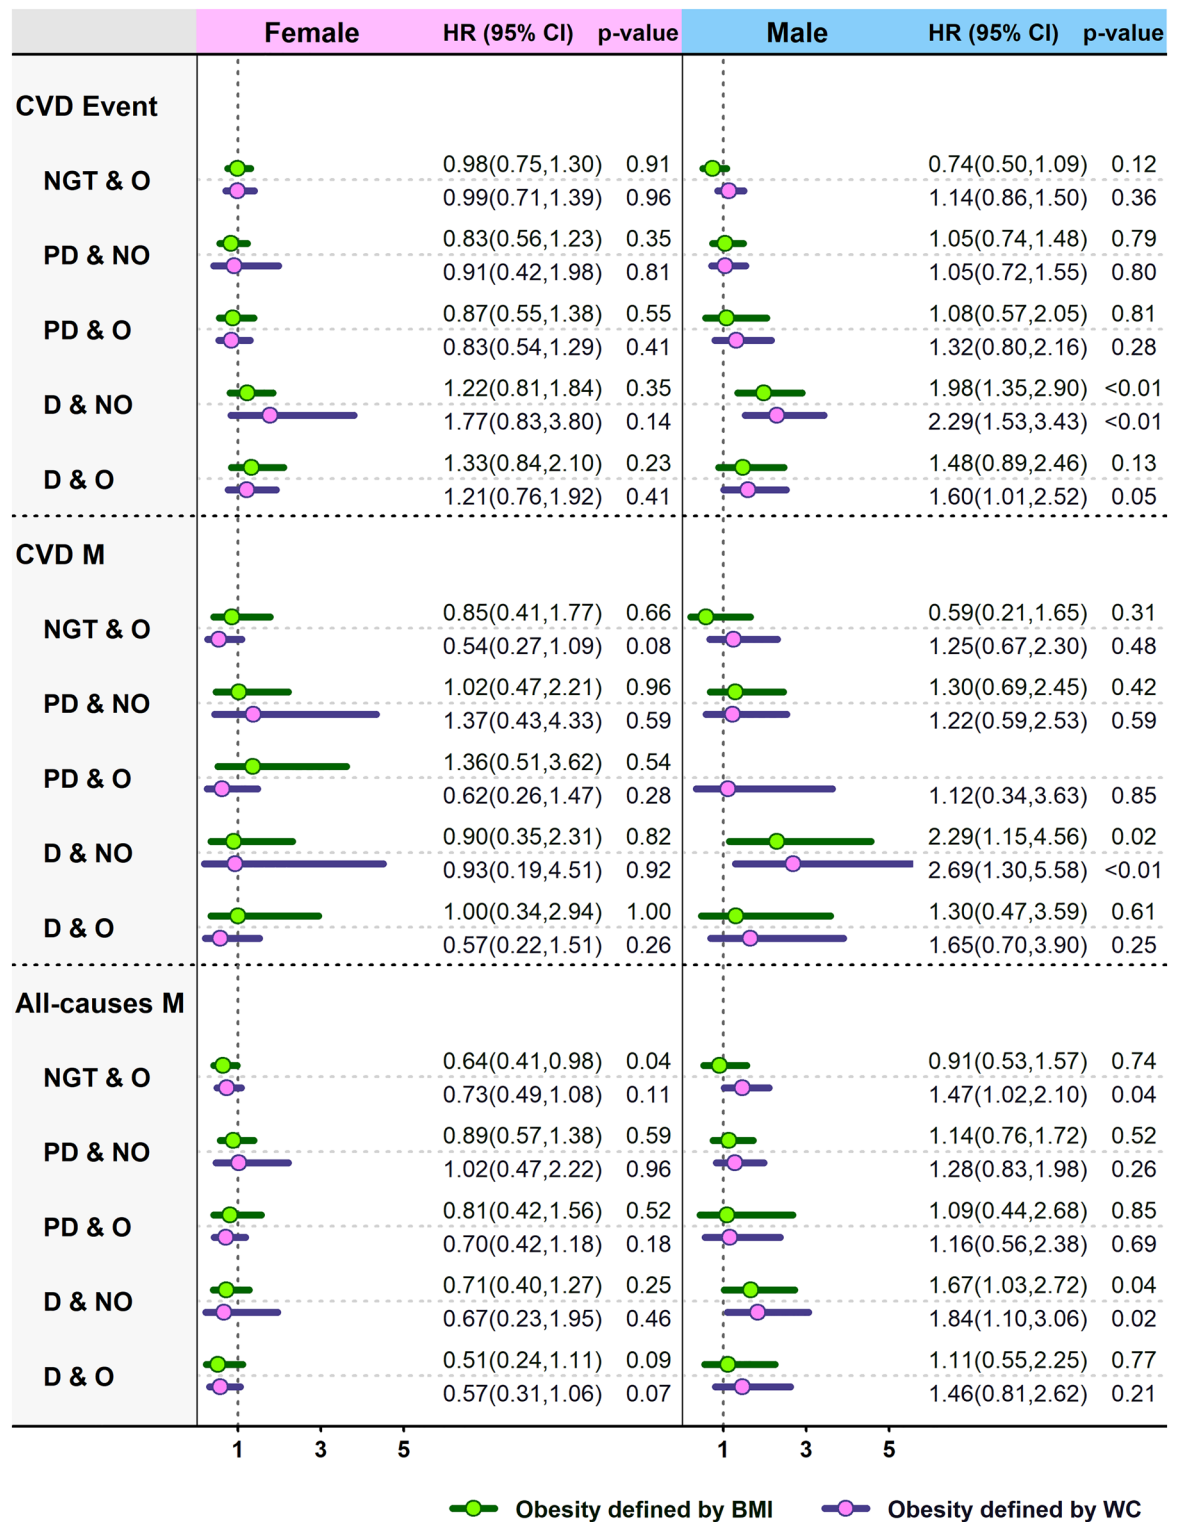 Female HR (95% CI) p-value Male HR (95% CI) p-value
CVD Event
NGT & O
0.98(0.75,1.30) 0.91 0.74(0.50,1.09) 0.12
0.99(0.71,1.39) 0.96 1.14(0.86,1.50) 0.36
PD & NO
0.83(0.56,1.23) 0.35 1.05(0.74,1.48) 0.79
0.91(0.42,1.98) 0.81 1.05(0.72,1.55) 0.80
PD & O
0.87(0.55,1.38) 0.55 1.08(0.57,2.05) 0.81
0.83(0.54,1.29) 0.41 1.32(0.80,2.16) 0.28
D & NO
1.22(0.81,1.84) 0.35 1.98(1.35,2.90) <0.01
1.77(0.83,3.80) 0.14 2.29(1.53,3.43) <0.01
D & O
1.33(0.84,2.10) 0.23 1.48(0.89,2.46) 0.13
1.21(0.76,1.92) 0.41 1.60(1.01,2.52) 0.05
CVD M
NGT & O
0.85(0.41,1.77) 0.66 0.59(0.21,1.65) 0.31
0.54(0.27,1.09) 0.08 1.25(0.67,2.30) 0.48
PD & NO
1.02(0.47,2.21) 0.96 1.30(0.69,2.45) 0.42
1.37(0.43,4.33) 0.59 1.22(0.59,2.53) 0.59
PD & O
1.36(0.51,3.62) 0.54
0.62(0.26,1.47) 0.28 1.12(0.34,3.63) 0.85
D & NO
0.90(0.35,2.31) 0.82 2.29(1.15,4.56) 0.02
0.93(0.19,4.51) 0.92 2.69(1.30,5.58) <0.01
D & O
1.00(0.34,2.94) 1.00 1.30(0.47,3.59) 0.61
0.57(0.22,1.51) 0.26 1.65(0.70,3.90) 0.25
All-causes M
NGT & O
0.64(0.41,0.98) 0.04 0.91(0.53,1.57) 0.74
0.73(0.49,1.08) 0.11 1.47(1.02,2.10) 0.04
PD & NO
0.89(0.57,1.38) 0.59 1.14(0.76,1.72) 0.52
1.02(0.47,2.22) 0.96 1.28(0.83,1.98) 0.26
PD & O
0.81(0.42,1.56) 0.52 1.09(0.44,2.68) 0.85
0.70(0.42,1.18) 0.18 1.16(0.56,2.38) 0.69
D & NO
0.71(0.40,1.27) 0.25 1.67(1.03,2.72) 0.04
0.67(0.23,1.95) 0.46 1.84(1.10,3.06) 0.02
D & O
0.51(0.24,1.11) 0.09 1.11(0.55,2.25) 0.77
0.57(0.31,1.06) 0.07 1.46(0.81,2.62) 0.21
1 3 5 1 3 5
Obesity defined by BMI Obesity defined by WC